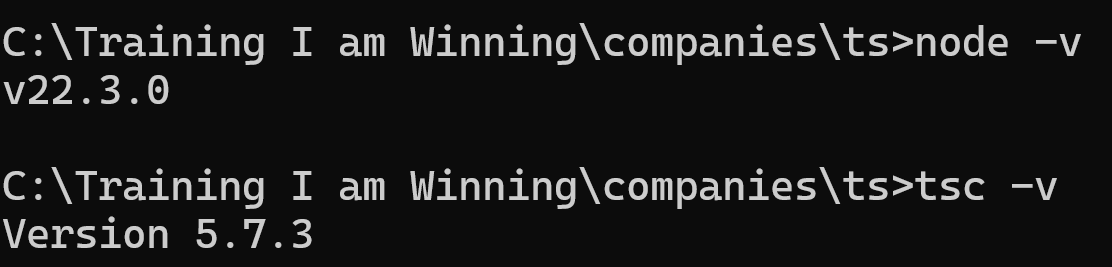 C:\Training I am Winning\companies\ts>node -v
v22.3.0
C:\Training I am Winning\companies\ts>tsc -v
Version 5.7.3